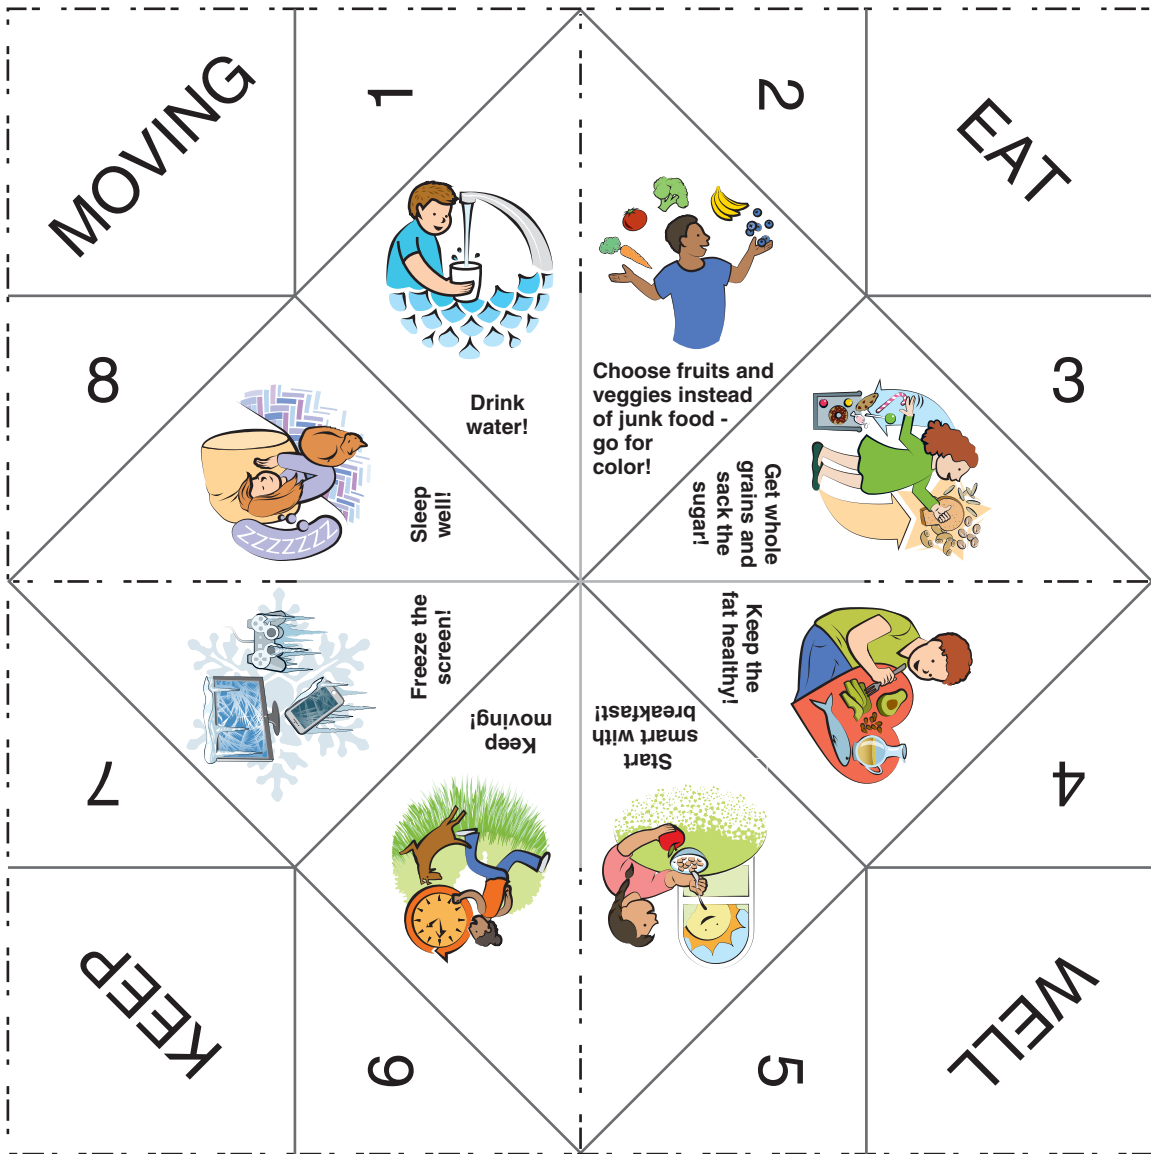 MOVING
1
2
EAT
8
3
Drink
water!
Choose fruits and
veggies instead
of junk food -
go for
color!
Get whole
grains and
sack the
sugar!
Sleep
well!
ZZZZZZZ
Freeze the
screen!
Keep the
fat healthy!
Keep
moving!
Start
smart with
breakfast!
7
4
KEEP
6
5
WELL